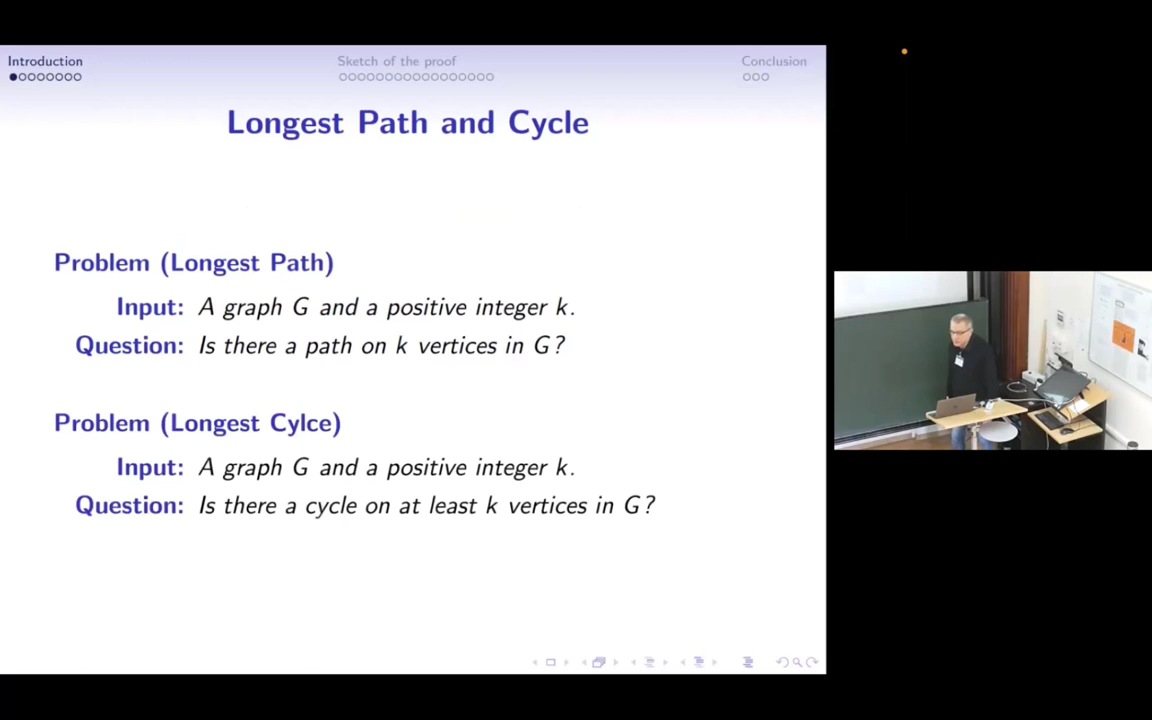 Introduction
Sketch of the proof
Conclusion
Longest Path and Cycle
Problem (Longest Path)
Input: A graph G and a positive integer k.
Question: Is there a path on k vertices in G?
Problem (Longest Cylce)
Input: A graph G and a positive integer k.
Question: Is there a cycle on at least k vertices in G?